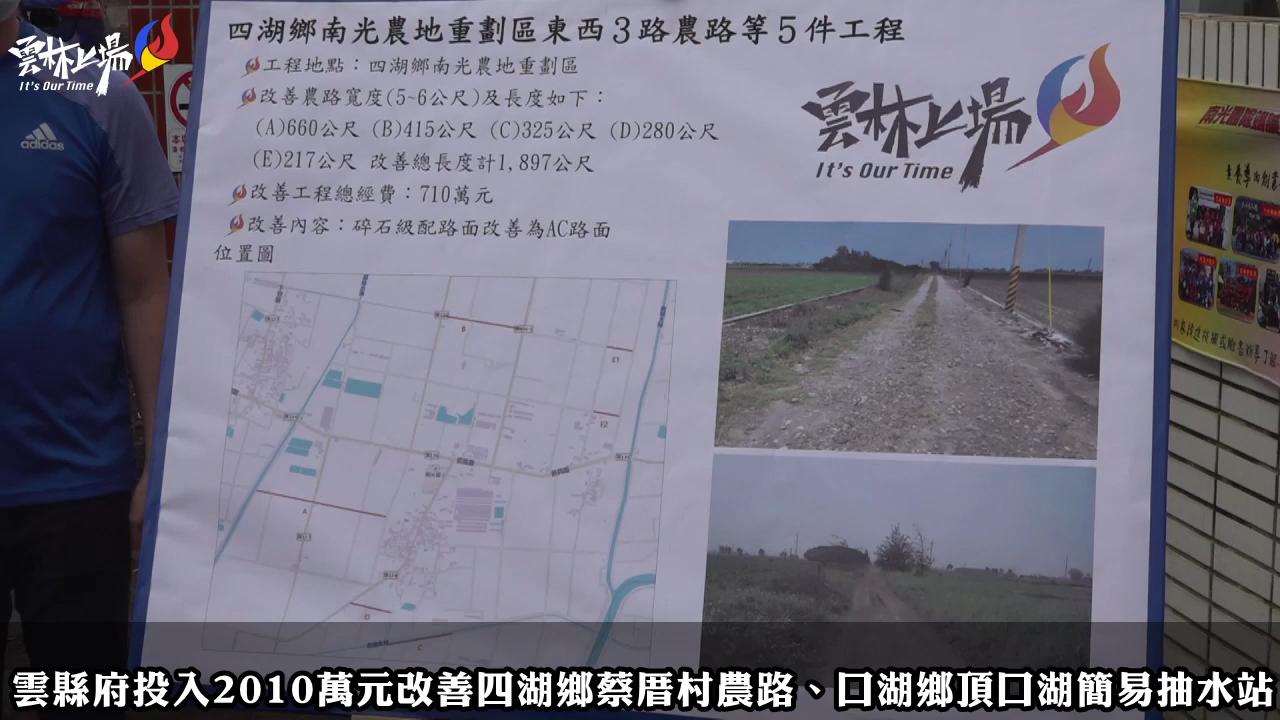 雲林上場
It's Our Time
adidas
四湖鄉南光農地重劃區東西3路農路等5件工程
工程地點：四湖鄉南光農地重劃區
改善農路寬度(5~6公尺)及長度如下：
(A)660公尺 (B)415公尺 (C)325公尺 (D)280公尺
(E)217公尺 改善總長度計1,897公尺
改善工程總經費：710萬元
改善內容：碎石級配路面改善為AC路面
位置圖
雲林上場
It's Our Time
B
E1
E2
A
D
C
雲縣府投入2010萬元改善四湖鄉蔡厝村農路、口湖鄉頂口湖簡易抽水站